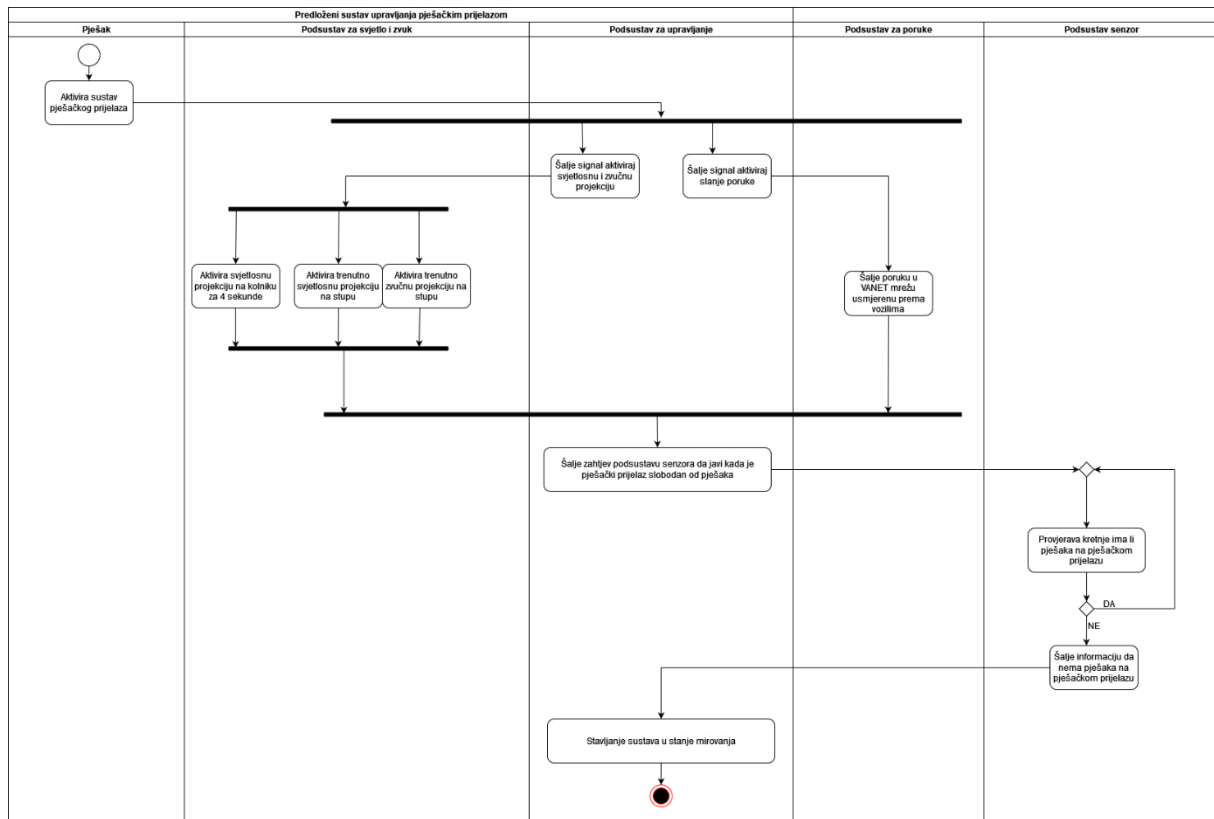 Predloženi sustav upravljanja pješačkim prijelazom
Pješak
Podsustav za svjetlo i zvuk
Podsustav za upravljanje
Podsustav za poruke
Podsustav senzor
Aktivira sustav
pješačkog prijelaza
Šalje signal aktiviraj
svjetlosnu i zvučnu
projekciju
Šalje signal aktiviraj
slanje poruke
Aktivira svjetlosnu
projekciju na kolniku
za 4 sekunde
Aktivira trenutno
svjetlosnu projekciju
na stupu
Aktivira trenutno
zvučnu projekciju na
stupu
Šalje poruku u
VANET mrežu
usmjerenu prema
vozilima
Šalje zahtjev podsustavu senzora da javi kada je
pješački prijelaz slobodan od pješaka
Provjerava kretnje ima li
pješaka na pješačkom
prijelazu
DA
NE
Šalje informaciju da
nema pješaka na
pješačkom prijelazu
Stavljanje sustava u stanje mirovanja